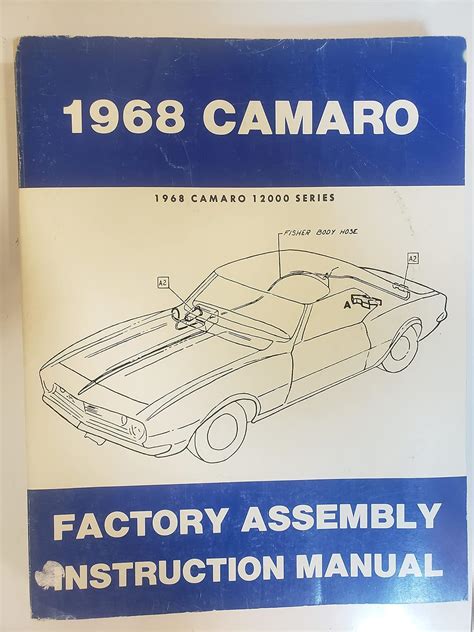 1968 CAMARO
1968 CAMARO 12000 SERIES
FISHER BODY HOSE
A2
A2
A
FACTORY ASSEMBLY
INSTRUCTION MANUAL